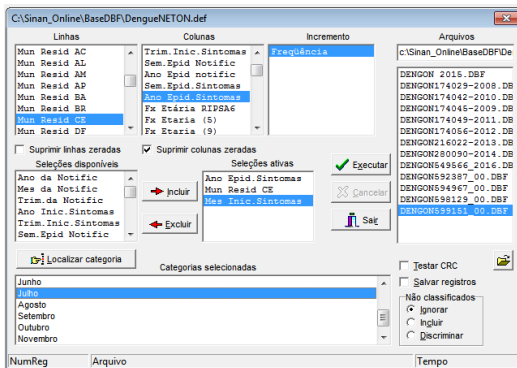 C:\Sinan_Online\BaseDBF\DengueNETON.def
Linhas
Mun Resid AC
Mun Resid AL
Mun Resid AM
Mun Resid AP
Mun Resid BA
Mun Resid BR
Mun Resid CE
Mun Resid DF
Colunas
Trim.Inic.Sintomas
Sem.Epid Notific
Ano Epid notific
Sem.Epid.Sintomas
Ano Epid.Sintomas
Fx Etária RIPSA6
Fx Etaria (5)
Fx Etaria (9)
Incremento
Freqüência
Arquivos
c:\Sinan_Online\BaseDBF\De
DENGON 2015.DBF
DENGON174029-2008.DB
DENGON174042-2010.DB
DENGON174045-2009.DB
DENGON174049-2011.DB
DENGON174056-2012.DB
DENGON216022-2013.DB
DENGON280090-2014.DB
DENGON549566_2016.DB
DENGON592387_00.DBF
DENGON594967_00.DBF
DENGON598129_00.DBF
DENGON599151_00.DBF
Suprimir linhas zeradas
Suprimir colunas zeradas
Seleções disponíveis
Ano da Notific
Mes da Notific
Trim.da Notific
Ano Inic.Sintomas
Trim.Inic.Sintomas
Sem.Epid Notific
Incluir
Excluir
Seleções ativas
Ano Epid.Sintomas
Mun Resid CE
Mes Inic.Sintomas
Executar
Cancelar
Sair
Localizar categoria
Categorias selecionadas
Junho
Julho
Agosto
Setembro
Outubro
Novembro
Testar CRC
Salvar registros
Não classificados
Ignorar
Incluir
Discriminar
NumReg
Arquivo
Tempo